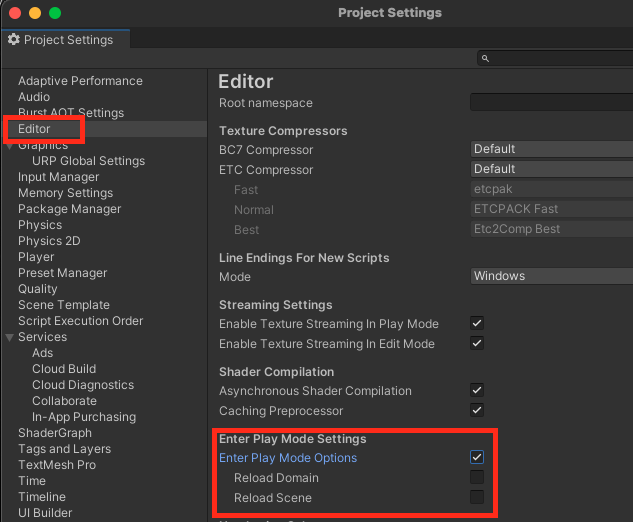 Project Settings
Project Settings
Adaptive Performance
Audio
Burst AOT Settings
Editor
Graphics
URP Global Settings
Input Manager
Memory Settings
Package Manager
Physics
Physics 2D
Player
Preset Manager
Quality
Scene Template
Script Execution Order
Services
Ads
Cloud Build
Cloud Diagnostics
Collaborate
In-App Purchasing
ShaderGraph
Tags and Layers
TextMesh Pro
Time
Timeline
UI Builder
Editor
Root namespace
Texture Compressors
BC7 Compressor Default
ETC Compressor Default
Fast etcpak
Normal ETCPACK Fast
Best Etc2Comp Best
Line Endings For New Scripts
Mode Windows
Streaming Settings
Enable Texture Streaming In Play Mode
Enable Texture Streaming In Edit Mode
Shader Compilation
Asynchronous Shader Compilation
Caching Preprocessor
Enter Play Mode Settings
Enter Play Mode Options
Reload Domain
Reload Scene